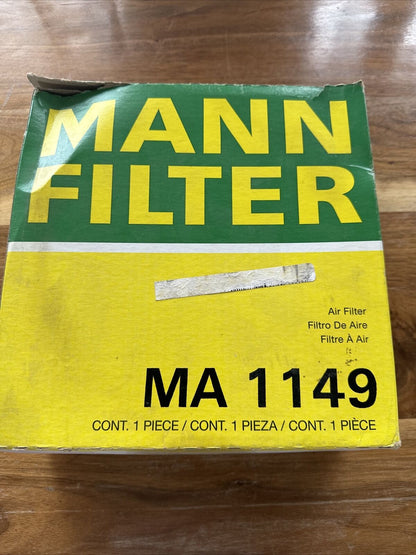 MANN
FILTER
Air Filter
Filtro De Aire
Filtre À Air
MA 1149
CONT. 1 PIECE / CONT. 1 PIEZA / CONT. 1 PIÈCE